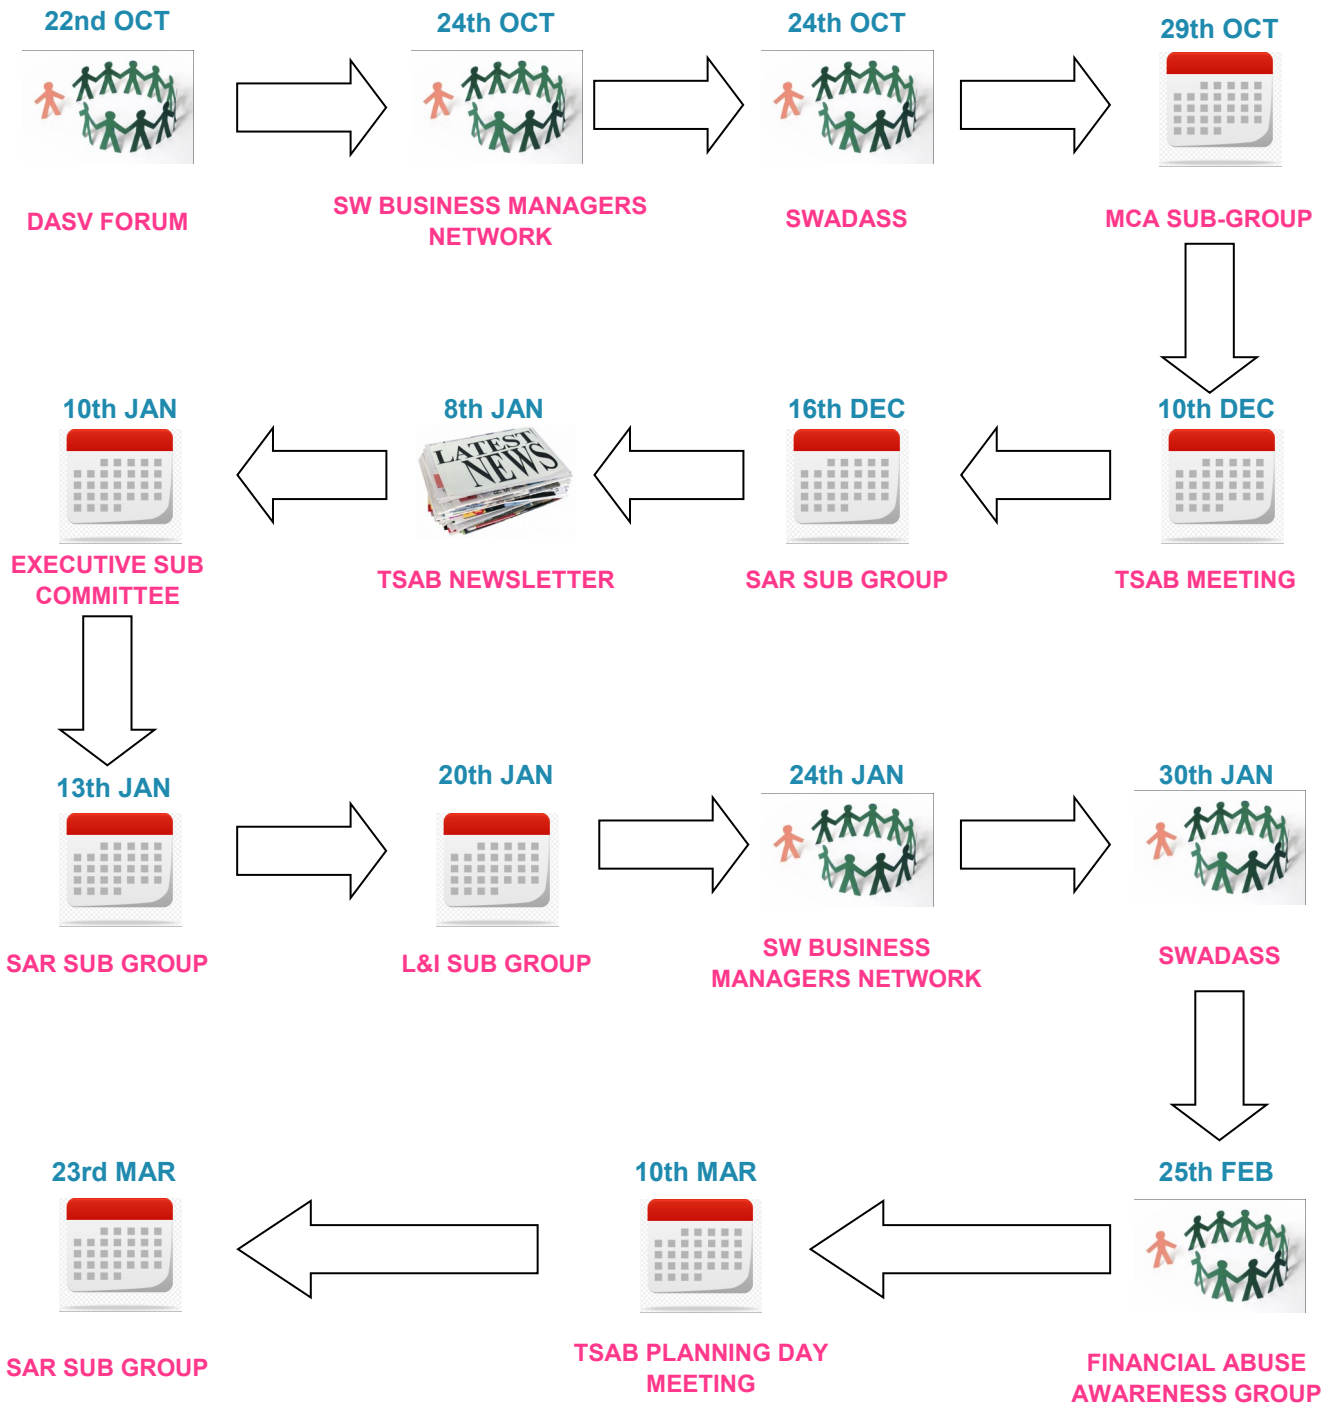 22nd OCT
24th OCT
24th OCT
29th OCT
DASV FORUM
SW BUSINESS MANAGERS
NETWORK
SWADASS
MCA SUB-GROUP
10th DEC
TSAB MEETING
16th DEC
SAR SUB GROUP
8th JAN
LATEST
NEWS
TSAB NEWSLETTER
10th JAN
EXECUTIVE SUB
COMMITTEE
13th JAN
SAR SUB GROUP
20th JAN
L&I SUB GROUP
24th JAN
SW BUSINESS
MANAGERS NETWORK
30th JAN
SWADASS
25th FEB
FINANCIAL ABUSE
AWARENESS GROUP
10th MAR
TSAB PLANNING DAY
MEETING
23rd MAR
SAR SUB GROUP